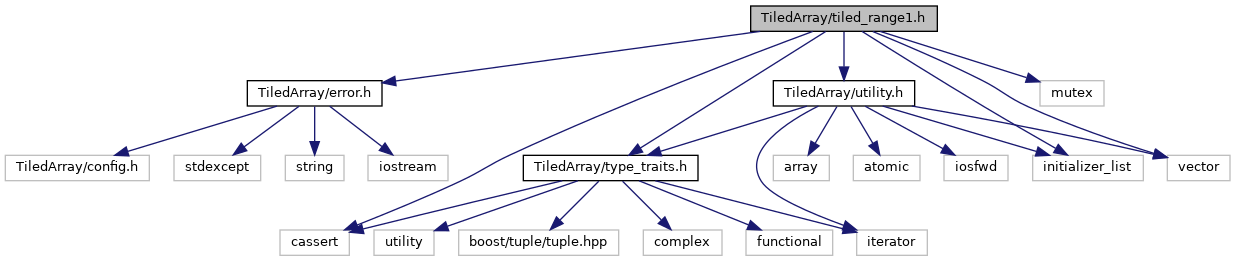 TiledArray/tiled_range1.h
TiledArray/error.h
TiledArray/utility.h
mutex
TiledArray/config.h
stdexcept
string
iostream
TiledArray/type_traits.h
array
atomic
iosfwd
initializer_list
vector
cassert
utility
boost/tuple/tuple.hpp
complex
functional
iterator